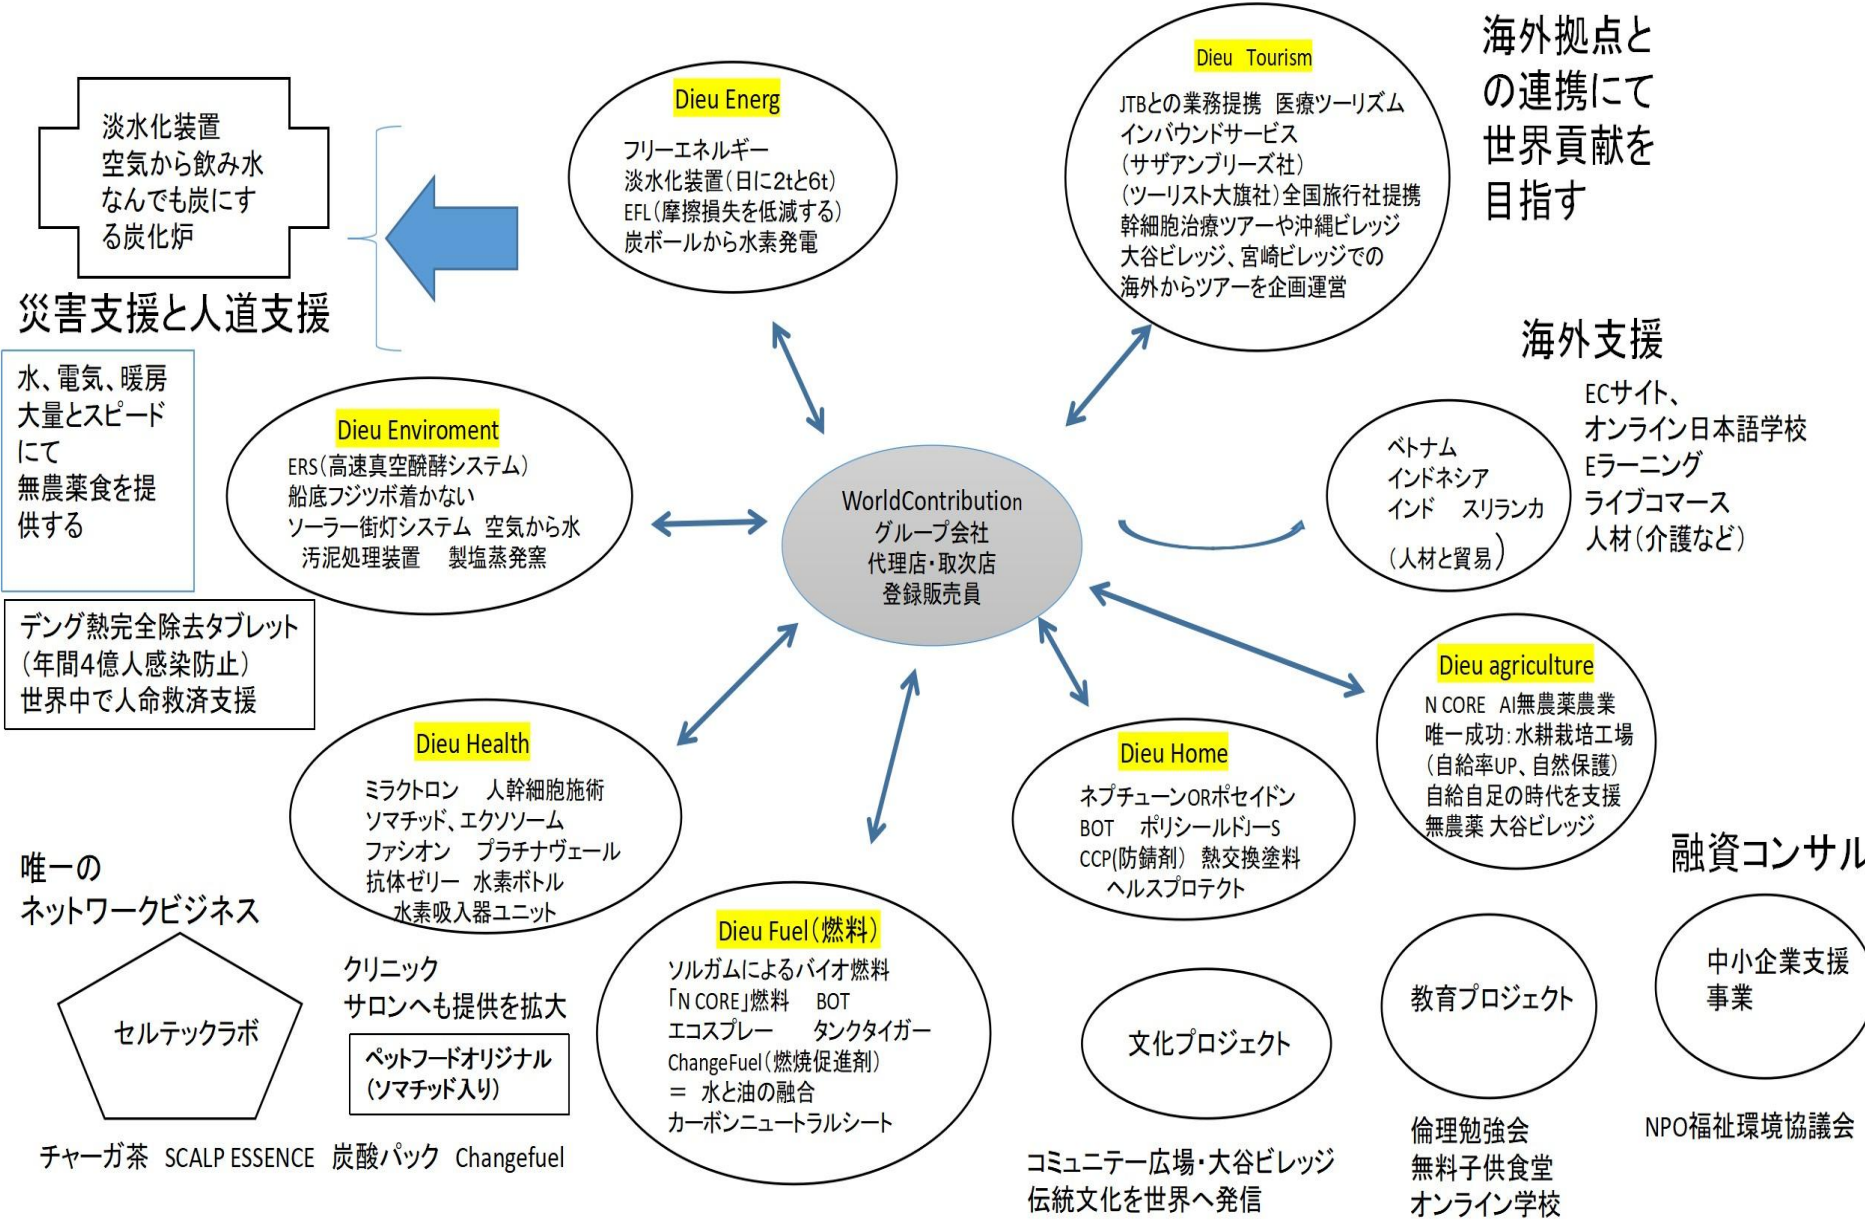 淡水化装置
空気から飲み水
なんでも炭にす
る炭化炉
災害支援と人道支援
水、電気、暖房
大量とスピード
にて
無農薬食を提
供する
デング熱完全除去タブレット
(年間4億人感染防止)
世界中で人命救済支援
Dieu Energ
フリーエネルギー
淡水化装置(日に2tと6t)
EFL(摩擦損失を低減する)
炭ボールから水素発電
Dieu Tourism
JTBとの業務提携 医療ツーリズム
インバウンドサービス
(サザアンブリーズ社)
(ツーリスト大旗社)全国旅行社提携
幹細胞治療ツアーや沖縄ビレッジ
大谷ビレッジ、宮崎ビレッジでの
海外からツアーを企画運営
海外拠点と
の連携にて
世界貢献を
目指す
Dieu Enviroment
ERS(高速真空醗酵システム)
船底フジツボ着かない
ソーラー街灯システム 空気から水
汚泥処理装置 製塩蒸発窯
WorldContribution
グループ会社
代理店・取次店
登録販売員
海外支援
ベトナム
インドネシア
インド スリランカ
(人材と貿易)
ECサイト、
オンライン日本語学校
Eラーニング
ライブコマース
人材(介護など)
Dieu agriculture
N CORE AI無農薬農業
唯一成功:水耕栽培工場
(自給率UP、自然保護)
自給自足の時代を支援
無農薬 大谷ビレッジ
Dieu Health
ミラクトロン 人幹細胞施術
ソマチッド、エクソソーム
ファシオン プラチナヴェール
抗体ゼリー 水素ボトル
水素吸入器ユニット
Dieu Home
ネプチューンORポセイドン
BOT ポリシールドJーS
CCP(防錆剤) 熱交換塗料
ヘルスプロテクト
唯一の
ネットワークビジネス
セルテックラボ
クリニック
サロンへも提供を拡大
ペットフードオリジナル
(ソマチッド入り)
チャーガ茶 SCALP ESSENCE 炭酸パック Changefuel
Dieu Fuel(燃料)
ソルガムによるバイオ燃料
「N CORE」燃料 BOT
エコスプレー タンクタイガー
ChangeFuel(燃焼促進剤)
= 水と油の融合
カーボンニュートラルシート
文化プロジェクト
コミュニテー広場・大谷ビレッジ
伝統文化を世界へ発信
教育プロジェクト
倫理勉強会
無料子供食堂
オンライン学校
融資コンサル
中小企業支援
事業
NPO福祉環境協議会